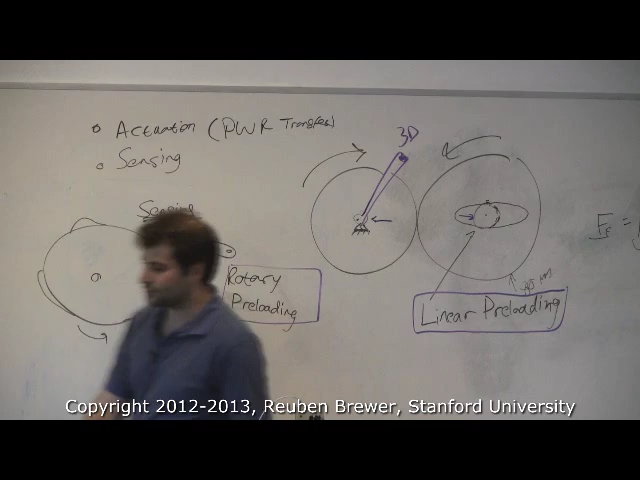 Actuation (PWR Transfer)
Sensing
3D
Sensing
Rotary
Preloading
Linear Preloading
F =
Copyright 2012-2013, Reuben Brewer, Stanford University